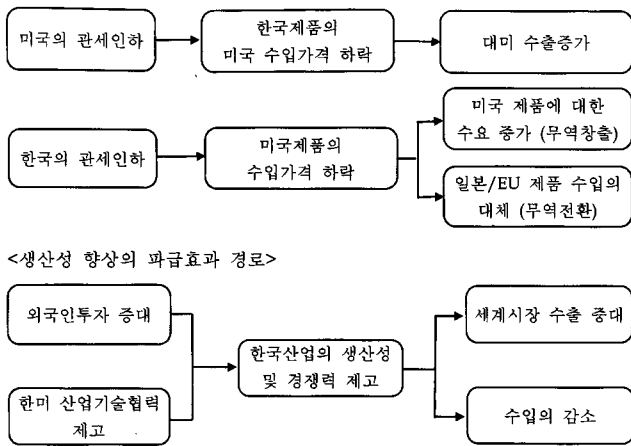 미국의 관세인하
한국제품의
미국 수입가격 하락
대미 수출증가
한국의 관세인하
미국제품의
수입가격 하락
미국 제품에 대한
수요 증가 (무역창출)
일본/EU 제품 수입의
대체 (무역전환)
<생산성 향상의 파급효과 경로>
외국인투자 증대
한미 산업기술협력
제고
한국산업의 생산성
및 경쟁력 제고
세계시장 수출 증대
수입의 감소